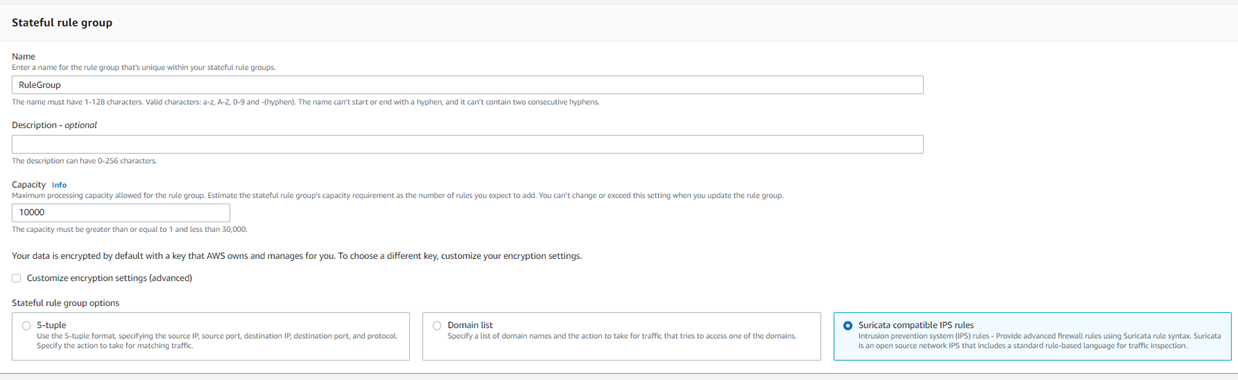 Stateful rule group
Name
Enter a name for the rule group that's unique within your stateful rule groups.
RuleGroup
The name must have 1-128 characters. Valid characters: a-z, A-Z, 0-9 and -(hyphen). The name can't start or end with a hyphen, and it can't contain two consecutive hyphens.
Description - optional
The description can have 0-256 characters.
Capacity Info
Maximum processing capacity allowed for the rule group. Estimate the stateful rule group's capacity requirement as the number of rules you expect to add. You can't change or exceed this setting when you update the rule group.
10000
The capacity must be greater than or equal to 1 and less than 30,000.
Your data is encrypted by default with a key that AWS owns and manages for you. To choose a different key, customize your encryption settings.
Customize encryption settings (advanced)
Stateful rule group options
5-tuple
Use the 5-tuple format, specifying the source IP, source port, destination IP, destination port, and protocol.
Specify the action to take for matching traffic.
Domain list
Specify a list of domain names and the action to take for traffic that tries to access one of the domains.
Suricata compatible IPS rules
Intrusion prevention system (IPS) rules - Provide advanced firewall rules using Suricata rule syntax. Suricata
is an open source network IPS that includes a standard rule-based language for traffic inspection.